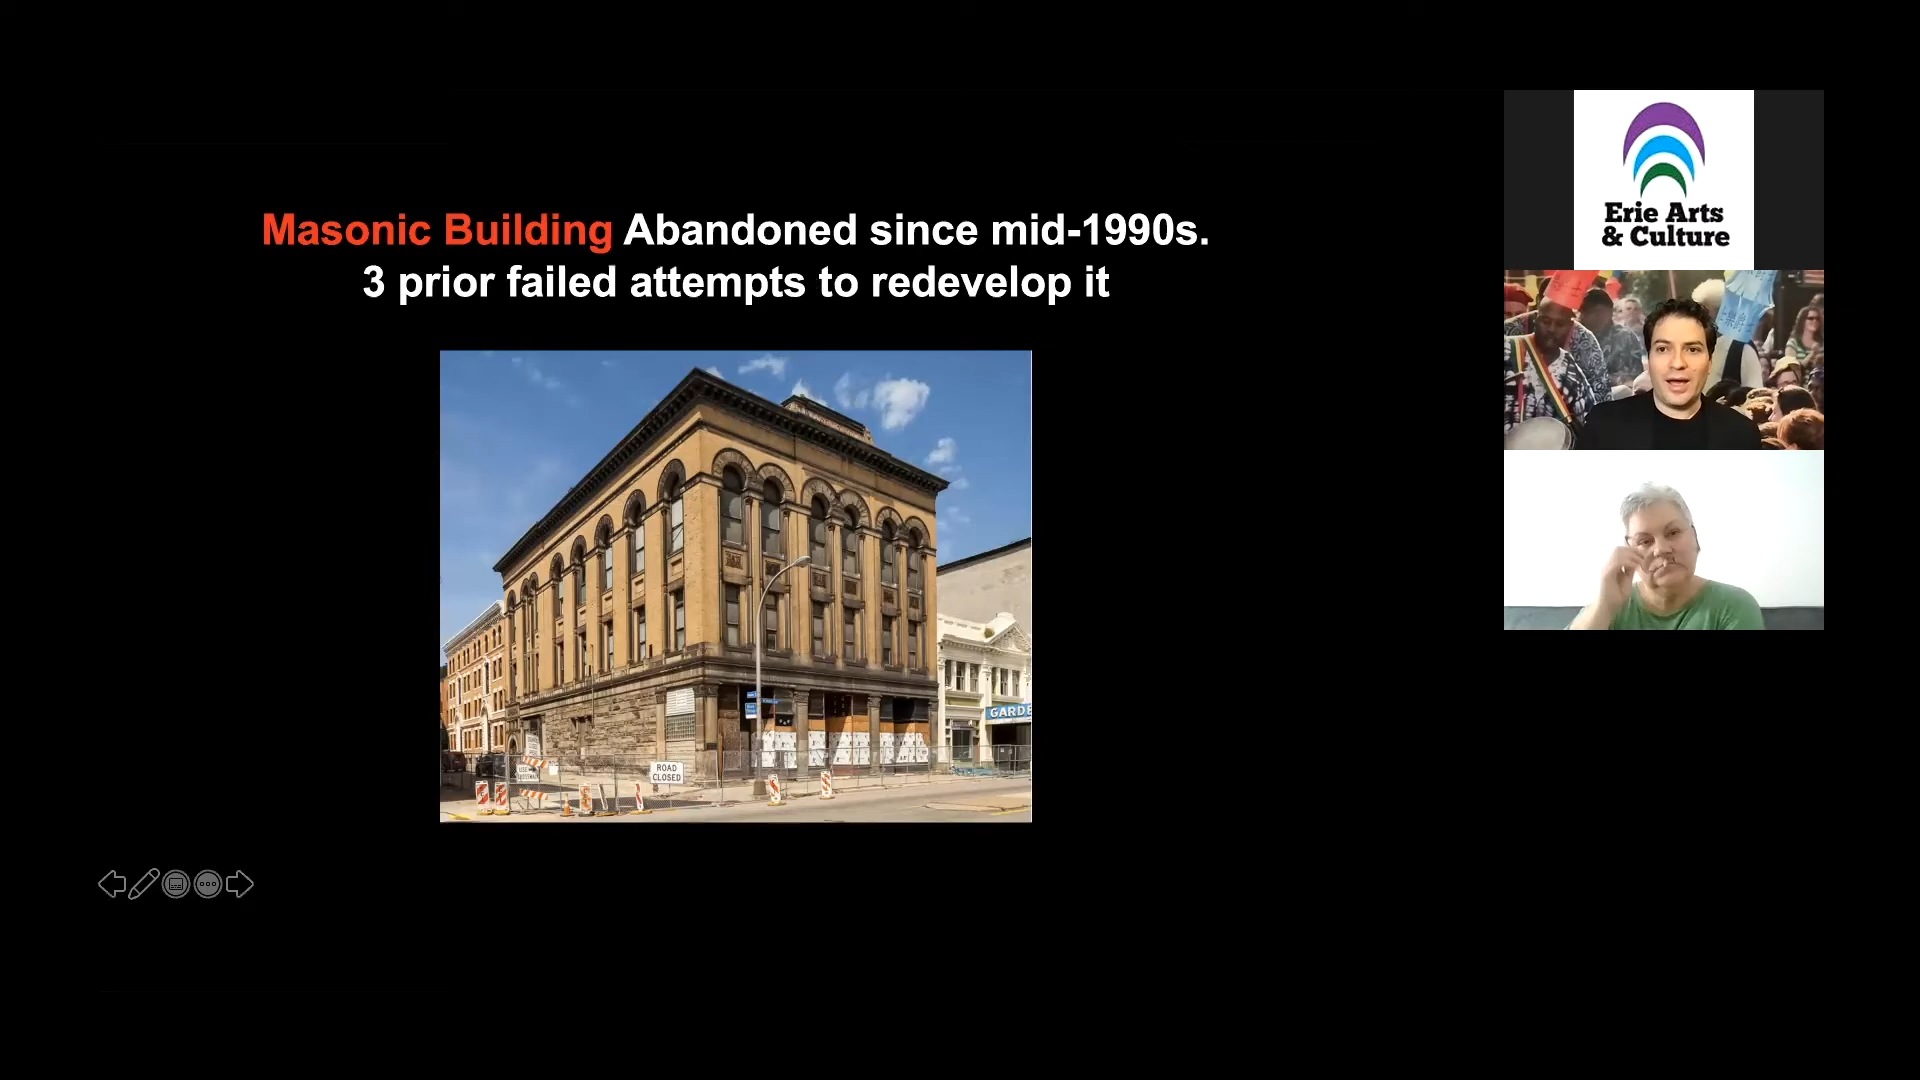 Masonic Building Abandoned since mid-1990s.
3 prior failed attempts to redevelop it
Erie Arts
& Culture
GARDE
ROAD
CLOSED